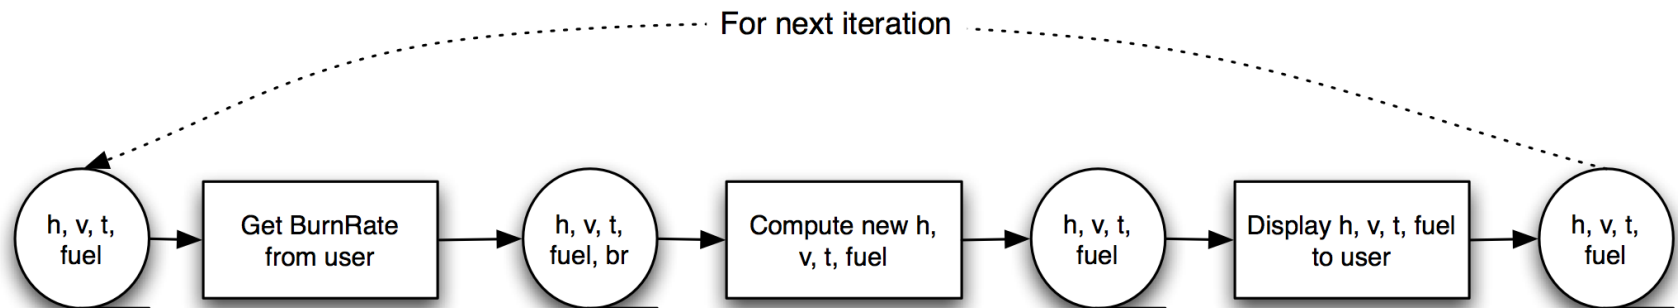 For next iteration
h, v, t,
fuel
Get BurnRate
from user
h, v, t,
fuel, br
Compute new h,
v, t, fuel
h, v, t,
fuel
Display h, v, t, fuel
to user
h, v, t,
fuel